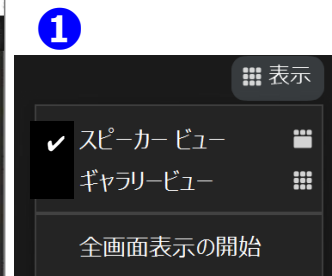 ❶
表示
✔ スピーカー ビュー
ギャラリービュー
全画面表示の開始